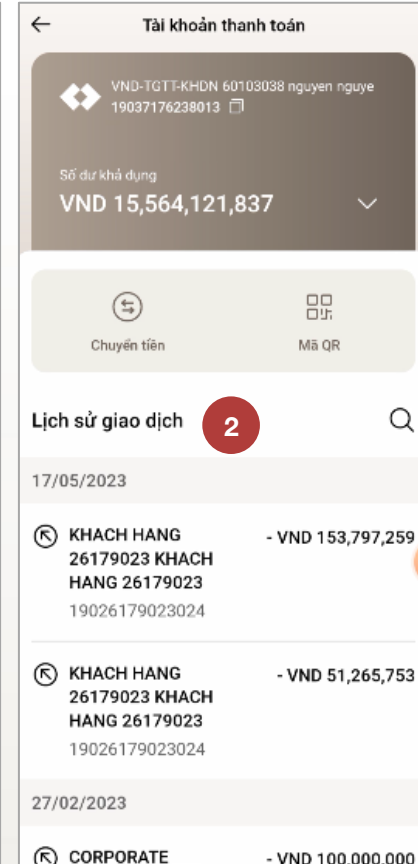 Tài khoản thanh toán
VND-TGTT-KHDN 60103038 nguyen nguye
19037176238013
Số dư khả dụng
VND 15,564,121,837
Chuyển tiền
Mã QR
Lịch sử giao dịch
2
17/05/2023
KHACH HANG - VND 153,797,259
26179023 KHACH
HANG 26179023
19026179023024
KHACH HANG - VND 51,265,753
26179023 KHACH
HANG 26179023
19026179023024
27/02/2023
CORPORATE - VND 100,000,000